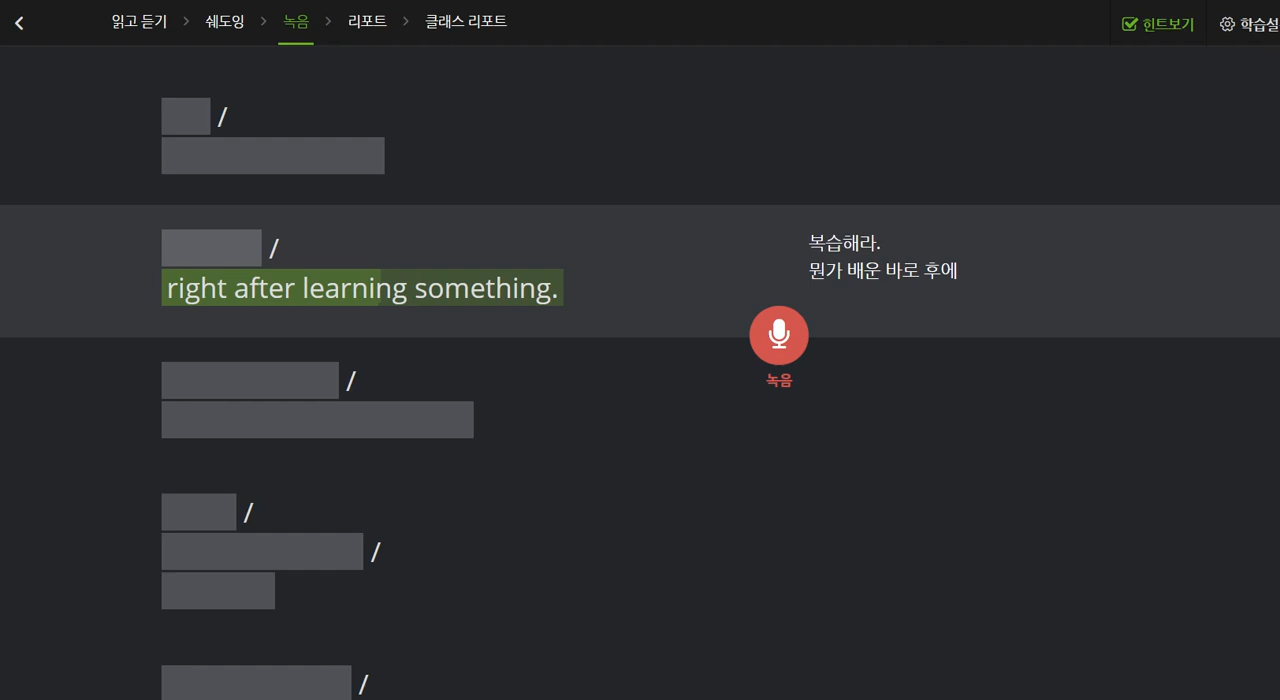 읽고 듣기 > 쉐도잉 > 녹음 > 리포트 > 클래스 리포트
힌트보기
학습설
/
/
right after learning something.
복습해라.
뭔가 배운 바로 후에
녹음
/
/
/
/